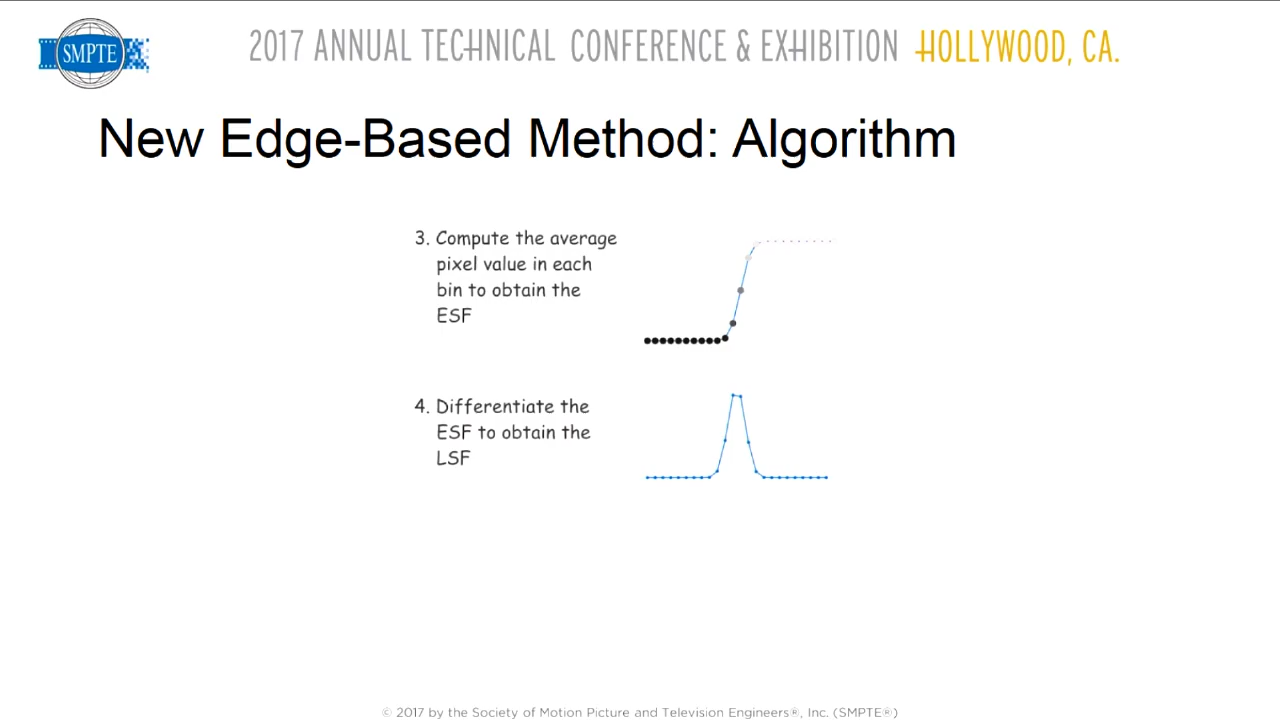 SMPTE
2017 ANNUAL TECHNICAL CONFERENCE & EXHIBITION HOLLYWOOD, CA.
New Edge-Based Method: Algorithm
3. Compute the average
pixel value in each
bin to obtain the
ESF
4. Differentiate the
ESF to obtain the
LSF
© 2017 by the Society of Motion Picture and Television Engineers®, Inc. (SMPTE®)